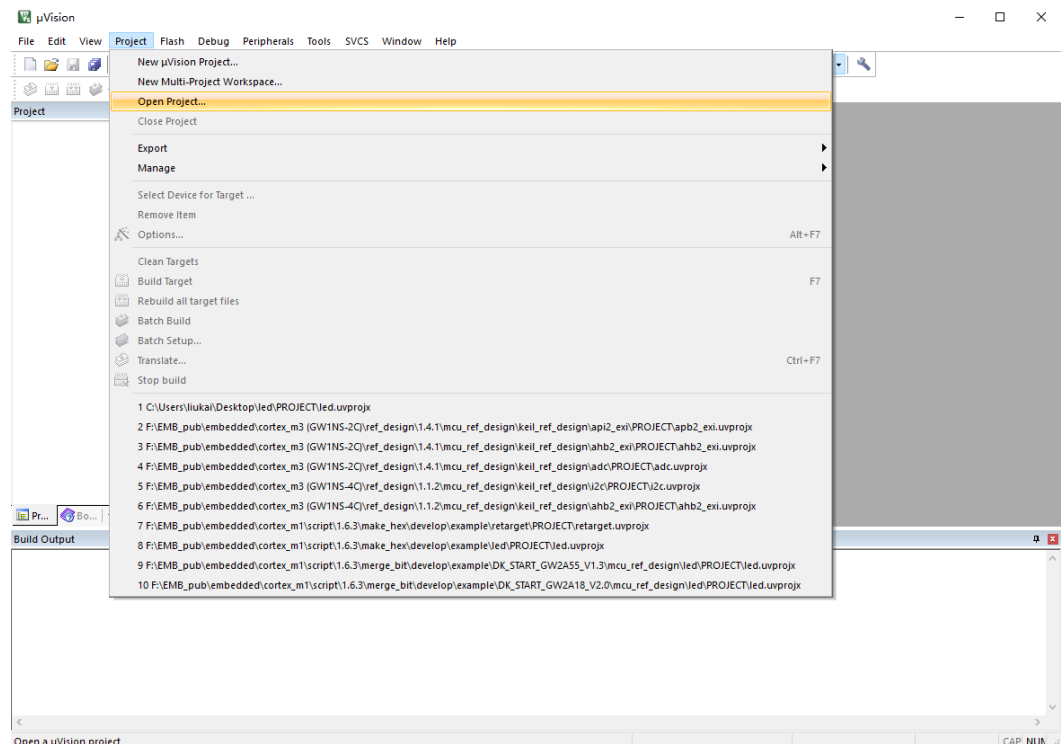 µVision
File Edit View Project Flash Debug Peripherals Tools SVCS Window Help
New µVision Project...
New Multi-Project Workspace...
Open Project...
Project
Close Project
Export
Manage
Select Device for Target ...
Remove Item
Options... Alt+F7
Clean Targets
Build Target F7
Rebuild all target files
Batch Build
Batch Setup...
Translate... Ctrl+F7
Stop build
1 C:\Users\liukai\Desktop\led\PROJECT\led.uvprojx
2 F:\EMB_pub\embedded\cortex_m3 (GW1NS-2C)\ref_design\1.4.1\mcu_ref_design\keil_ref_design\api2_exi\PROJECT\apb2_exi.uvprojx
3 F:\EMB_pub\embedded\cortex_m3 (GW1NS-2C)\ref_design\1.4.1\mcu_ref_design\keil_ref_design\ahb2_exi\PROJECT\ahb2_exi.uvprojx
4 F:\EMB_pub\embedded\cortex_m3 (GW1NS-2C)\ref_design\1.4.1\mcu_ref_design\keil_ref_design\adc\PROJECT\adc.uvprojx
5 F:\EMB_pub\embedded\cortex_m3 (GW1NS-4C)\ref_design\1.1.2\mcu_ref_design\keil_ref_design\i2c\PROJECT\i2c.uvprojx
6 F:\EMB_pub\embedded\cortex_m3 (GW1NS-4C)\ref_design\1.1.2\mcu_ref_design\keil_ref_design\ahb2_exi\PROJECT\ahb2_exi.uvprojx
Pr... Bo...
7 F:\EMB_pub\embedded\cortex_m1\script\1.6.3\make_hex\develop\example\retarget\PROJECT\retarget.uvprojx
Build Output
8 F:\EMB_pub\embedded\cortex_m1\script\1.6.3\make_hex\develop\example\led\PROJECT\led.uvprojx
9 F:\EMB_pub\embedded\cortex_m1\script\1.6.3\merge_bit\develop\example\DK_START_GW2A55_V1.3\mcu_ref_design\led\PROJECT\led.uvprojx
10 F:\EMB_pub\embedded\cortex_m1\script\1.6.3\merge_bit\develop\example\DK_START_GW2A18_V2.0\mcu_ref_design\led\PROJECT\led.uvprojx
Open a µVision project CAP NUM